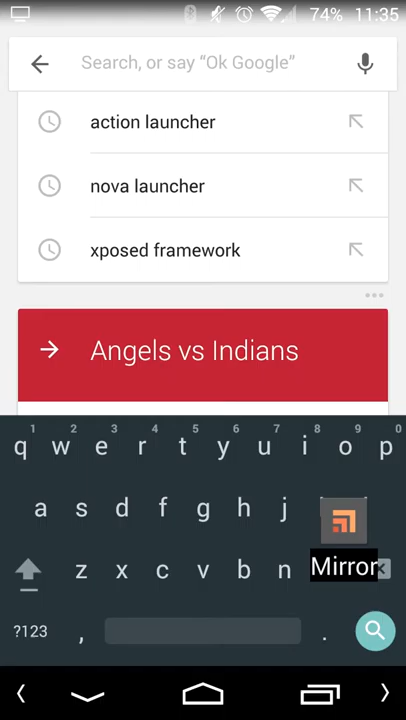 74% 11:35
Search, or say “Ok Google”
action launcher
nova launcher
xposed framework
Angels vs Indians
1 2 3 4 5 6 7 8 9 0
q w e r t y u i o p
a s d f g h j
z x c v b n Mirror
?123 , .